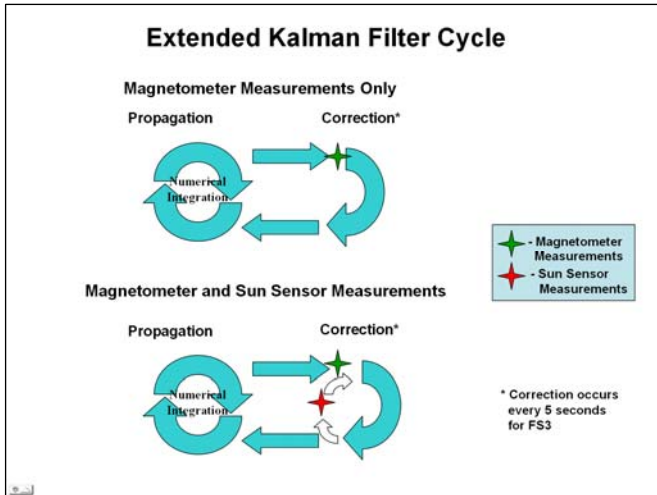 Extended Kalman Filter Cycle
Magnetometer Measurements Only
Propagation
Correction*
Numerical
Integration
- Magnetometer
Measurements
- Sun Sensor
Measurements
Magnetometer and Sun Sensor Measurements
Propagation
Correction*
Numerical
Integration
* Correction occurs
every 5 seconds
for FS3